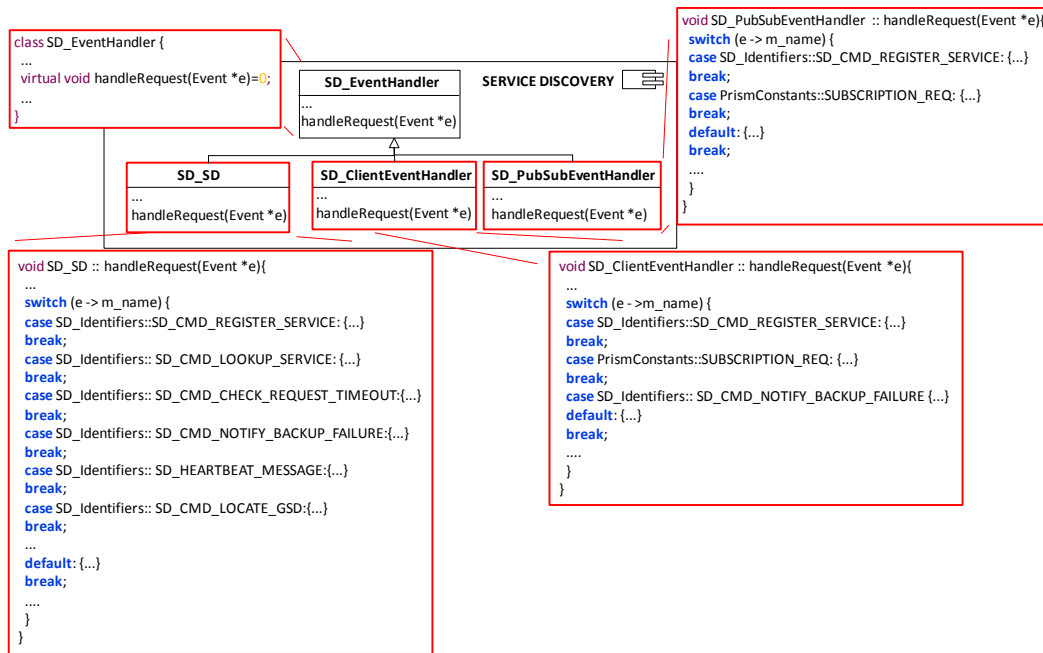 class SD_EventHandler {
...
virtual void handleRequest(Event *e)=0;
...
}
SD_EventHandler
...
handleRequest(Event *e)
SERVICE DISCOVERY
void SD_PubSubEventHandler :: handleRequest(Event *e){
switch (e -> m_name) {
case SD_Identifiers::SD_CMD_REGISTER_SERVICE: {...}
break;
case PrismConstants::SUBSCRIPTION_REQ: {...}
break;
default: {...}
break;
....
}
}
SD_SD
...
handleRequest(Event *e)
SD_ClientEventHandler
...
handleRequest(Event *e)
SD_PubSubEventHandler
...
handleRequest(Event *e)
void SD_SD :: handleRequest(Event *e){
...
switch (e -> m_name) {
case SD_Identifiers::SD_CMD_REGISTER_SERVICE: {...}
break;
case SD_Identifiers:: SD_CMD_LOOKUP_SERVICE: {...}
break;
case SD_Identifiers:: SD_CMD_CHECK_REQUEST_TIMEOUT:{...}
break;
case SD_Identifiers:: SD_CMD_NOTIFY_BACKUP_FAILURE:{...}
break;
case SD_Identifiers:: SD_HEARTBEAT_MESSAGE:{...}
break;
case SD_Identifiers:: SD_CMD_LOCATE_GSD:{...}
break;
...
default: {...}
break;
....
}
}
void SD_ClientEventHandler :: handleRequest(Event *e){
...
switch (e ->m_name) {
case SD_Identifiers::SD_CMD_REGISTER_SERVICE: {...}
break;
case PrismConstants::SUBSCRIPTION_REQ: {...}
break;
case SD_Identifiers:: SD_CMD_NOTIFY_BACKUP_FAILURE {...}
default: {...}
break;
....
}
}